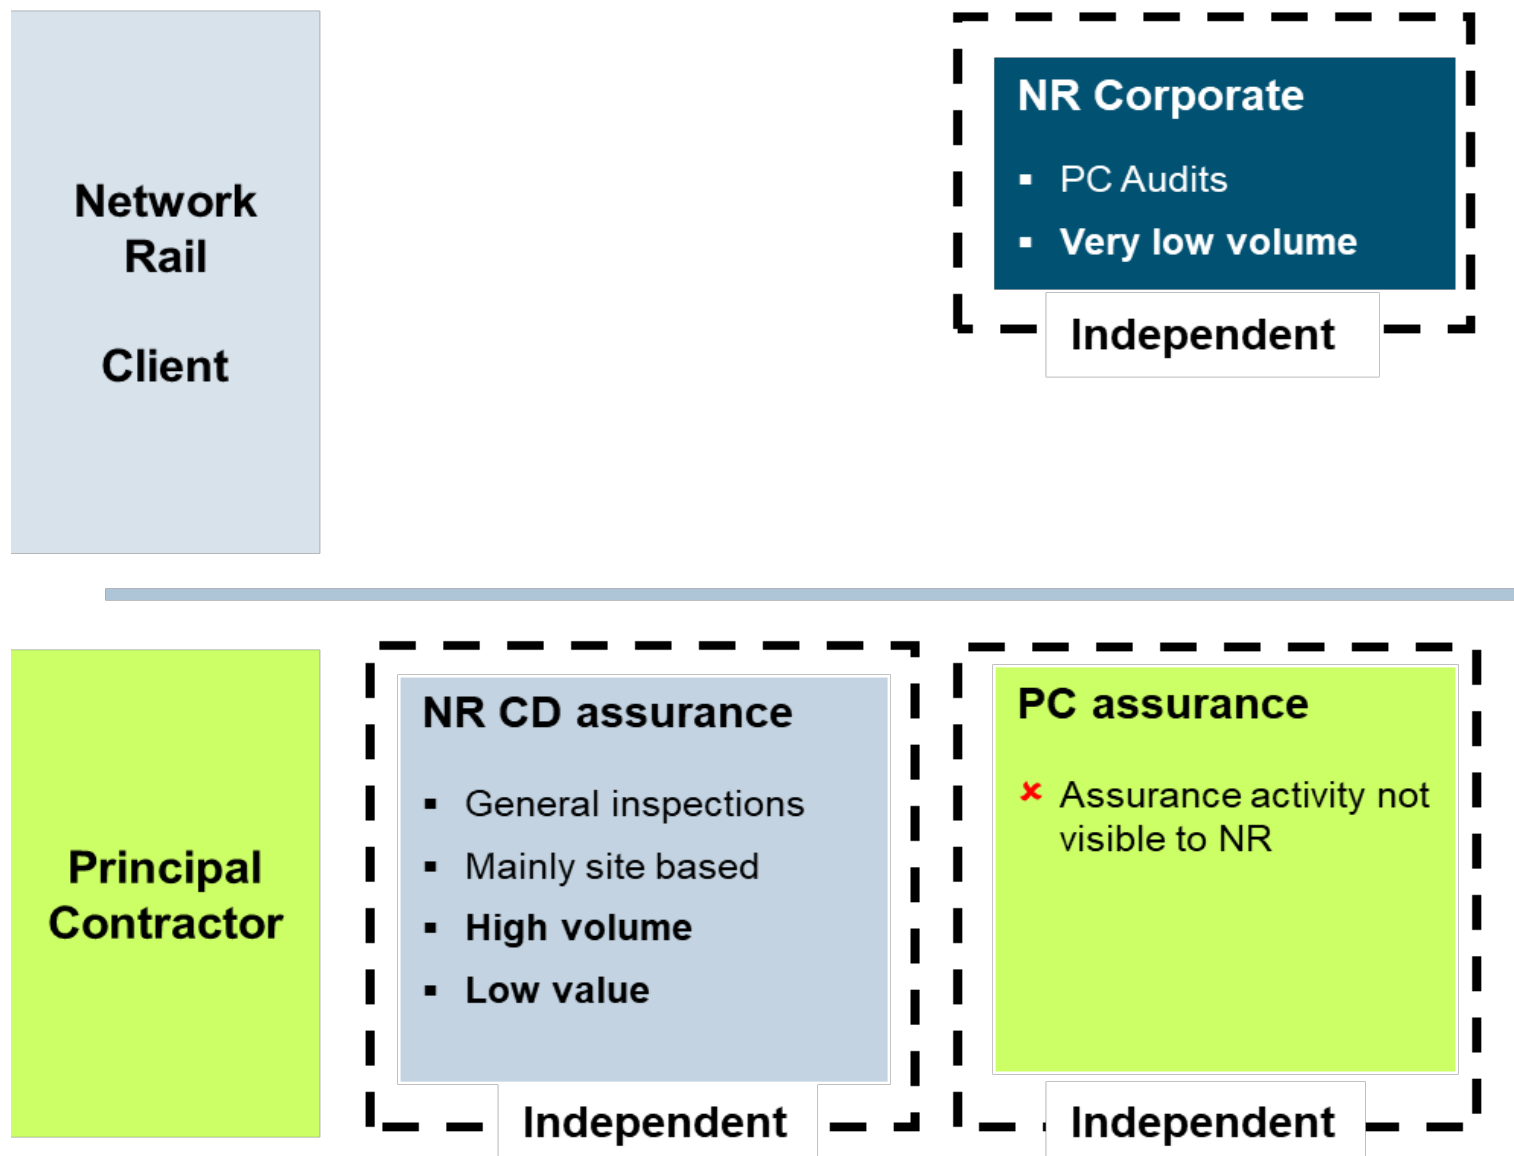 Network
Rail
Client
NR Corporate
▪ PC Audits
▪ Very low volume
Independent
Principal
Contractor
NR CD assurance
▪ General inspections
▪ Mainly site based
▪ High volume
▪ Low value
Independent
PC assurance
✘ Assurance activity not
visible to NR
Independent